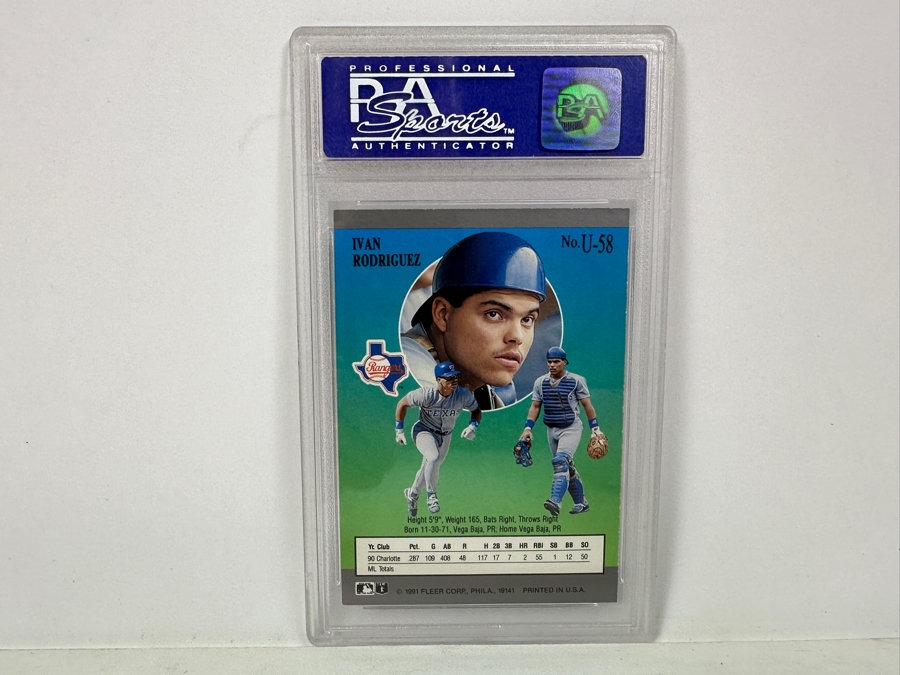 PROFESSIONAL
PSA
Sports™
AUTHENTICATOR
PSA
IVAN
RODRIGUEZ
No. U-58
Rangers
TEXAS
Height 5'9", Weight 165, Bats Right; Throws Right
Born 11-30-71, Vega Baja, PR; Home Vega Baja, PR
Yr. Club Pct. G AB R H 2B 3B HR RBI SB BB SO
90 Charlotte .287 109 408 48 117 17 7 2 55 1 12 50
ML Totals
© 1991 FLEER CORP., PHILA., 19141 PRINTED IN U.S.A.